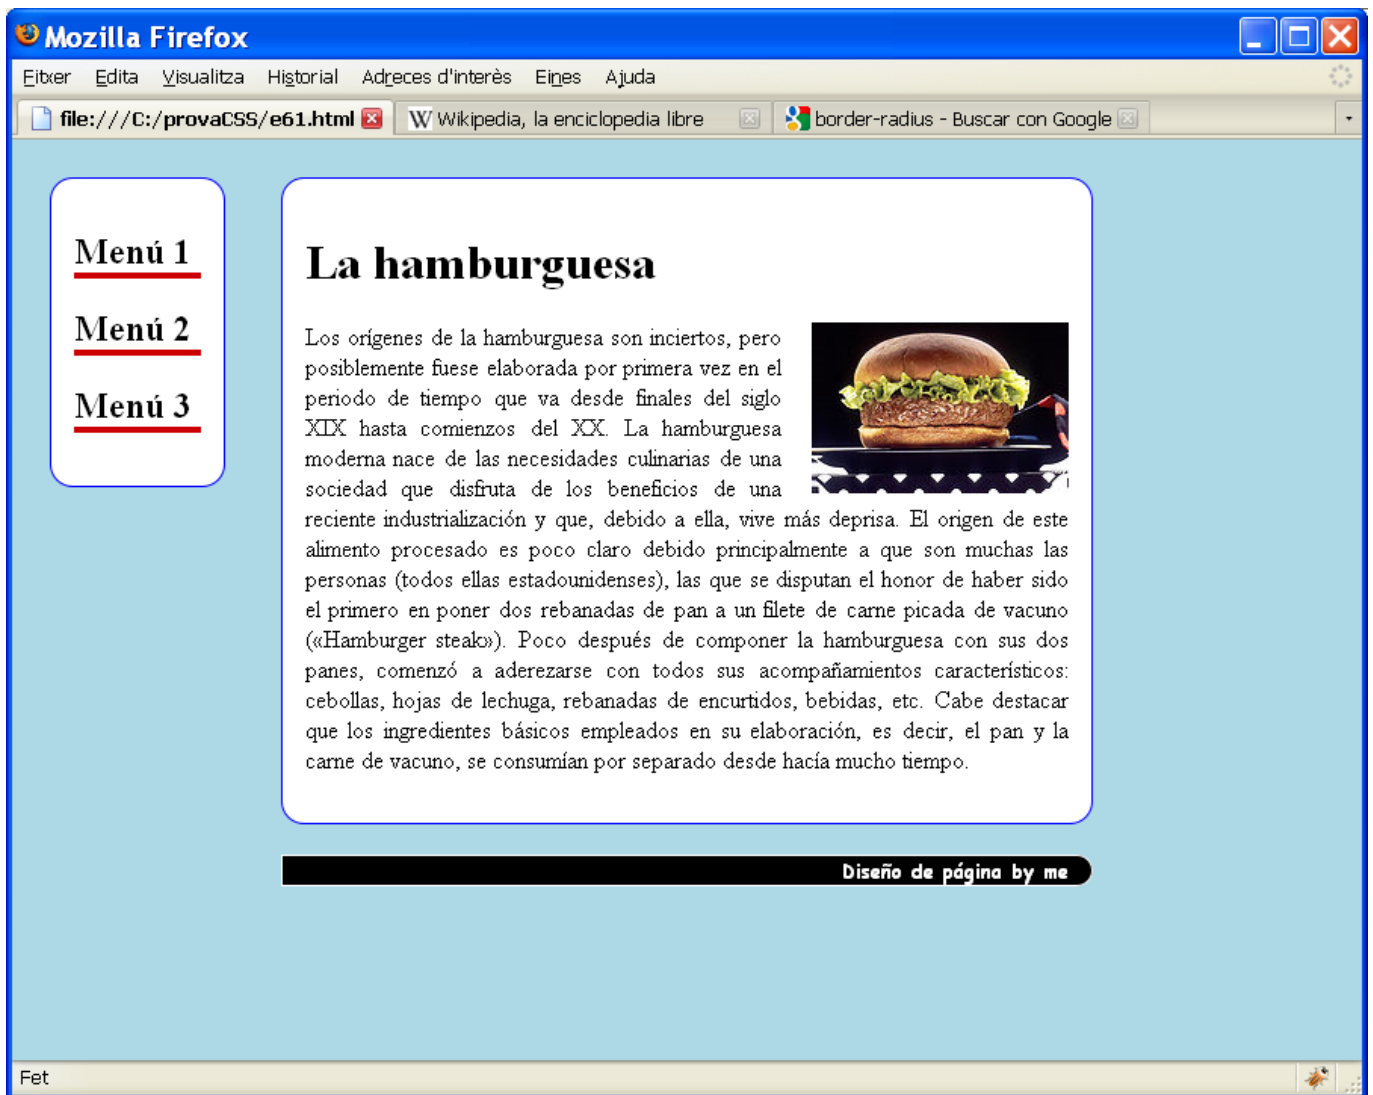 Mozilla Firefox
Fitxer Edita Visualitza Historial Adreces d'interès Eines Ajuda
file:///C:/provaCSS/e61.html W Wikipedia, la enciclopedia libre border-radius - Buscar con Google
Menú 1
Menú 2
Menú 3
La hamburguesa
Los orígenes de la hamburguesa son inciertos, pero
posiblemente fuese elaborada por primera vez en el
periodo de tiempo que va desde finales del siglo
XIX hasta comienzos del XX. La hamburguesa
moderna nace de las necesidades culinarias de una
sociedad que disfruta de los beneficios de una
reciente industrialización y que, debido a ella, vive más deprisa. El origen de este
alimento procesado es poco claro debido principalmente a que son muchas las
personas (todos ellas estadounidenses), las que se disputan el honor de haber sido
el primero en poner dos rebanadas de pan a un filete de carne picada de vacuno
(«Hamburger steak»). Poco después de componer la hamburguesa con sus dos
panes, comenzó a aderezarse con todos sus acompañamientos característicos:
cebollas, hojas de lechuga, rebanadas de encurtidos, bebidas, etc. Cabe destacar
que los ingredientes básicos empleados en su elaboración, es decir, el pan y la
carne de vacuno, se consumían por separado desde hacía mucho tiempo.
Diseño de página by me
Fet